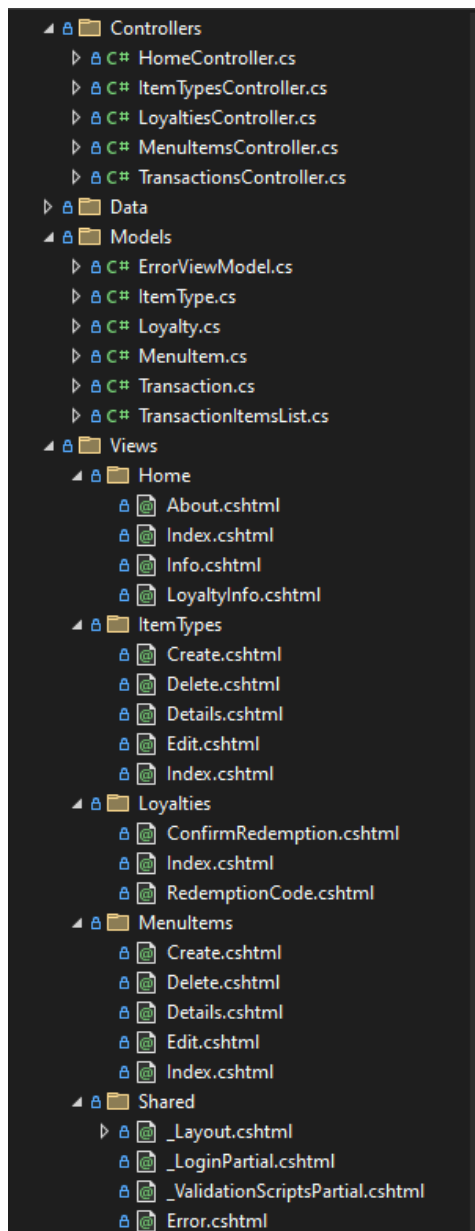 Controllers
C# HomeController.cs
C# ItemTypesController.cs
C# LoyaltiesController.cs
C# MenuItemsController.cs
C# TransactionsController.cs
Data
Models
C# ErrorViewModel.cs
C# ItemType.cs
C# Loyalty.cs
C# MenuItem.cs
C# Transaction.cs
C# TransactionItemsList.cs
Views
Home
@ About.cshtml
@ Index.cshtml
@ Info.cshtml
@ LoyaltyInfo.cshtml
ItemTypes
@ Create.cshtml
@ Delete.cshtml
@ Details.cshtml
@ Edit.cshtml
@ Index.cshtml
Loyalties
@ ConfirmRedemption.cshtml
@ Index.cshtml
@ RedemptionCode.cshtml
MenuItems
@ Create.cshtml
@ Delete.cshtml
@ Details.cshtml
@ Edit.cshtml
@ Index.cshtml
Shared
@ _Layout.cshtml
@ _LoginPartial.cshtml
@ _ValidationScriptsPartial.cshtml
@ Error.cshtml